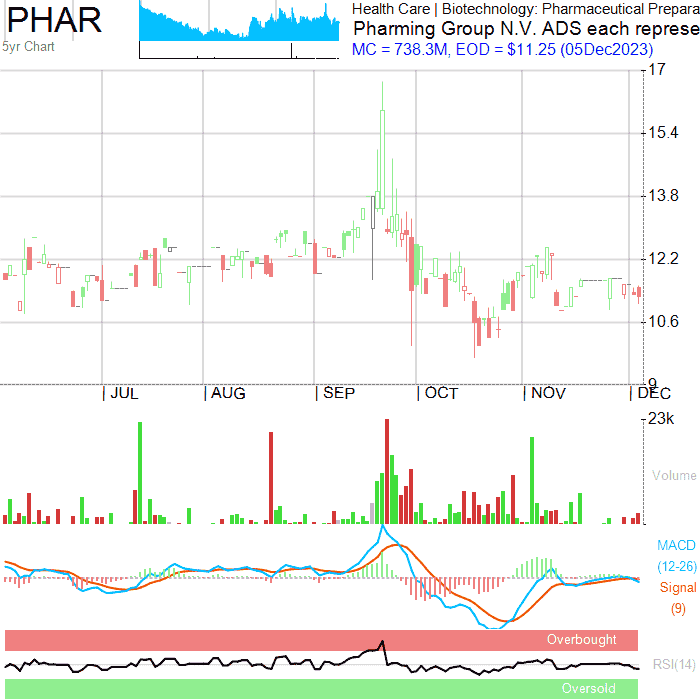 PHAR
5yr Chart
Health Care | Biotechnology: Pharmaceutical Prepara
Pharming Group N.V. ADS each represe
MC = 738.3M, EOD = $11.25 (05Dec2023)
17
15.4
13.8
12.2
10.6
9
JUL
AUG
SEP
OCT
NOV
DEC
23k
Volume
MACD
(12-26)
Signal
(9)
Overbought
RSI(14)
Oversold